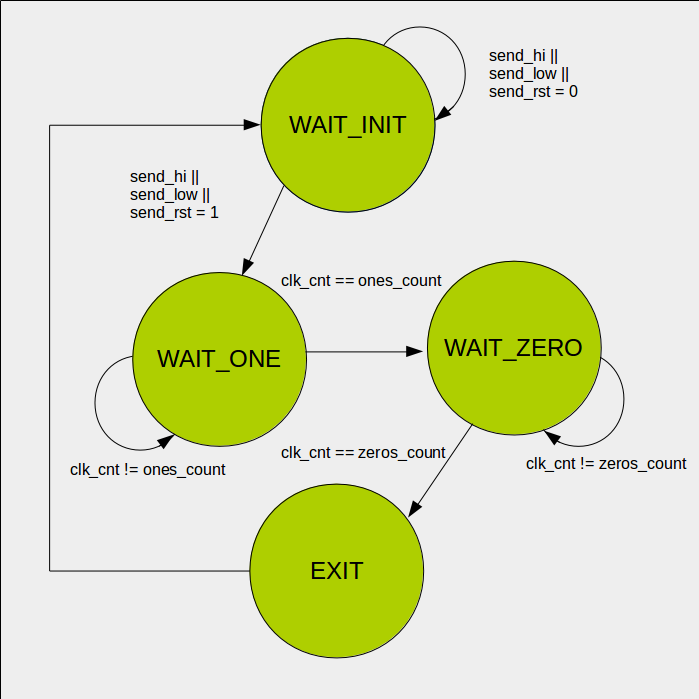 send_hi ||
send_low ||
send_rst = 0
WAIT_INIT
send_hi ||
send_low ||
send_rst = 1
clk_cnt == ones_count
WAIT_ONE
WAIT_ZERO
clk_cnt != ones_count
clk_cnt == zeros_count
clk_cnt != zeros_count
EXIT